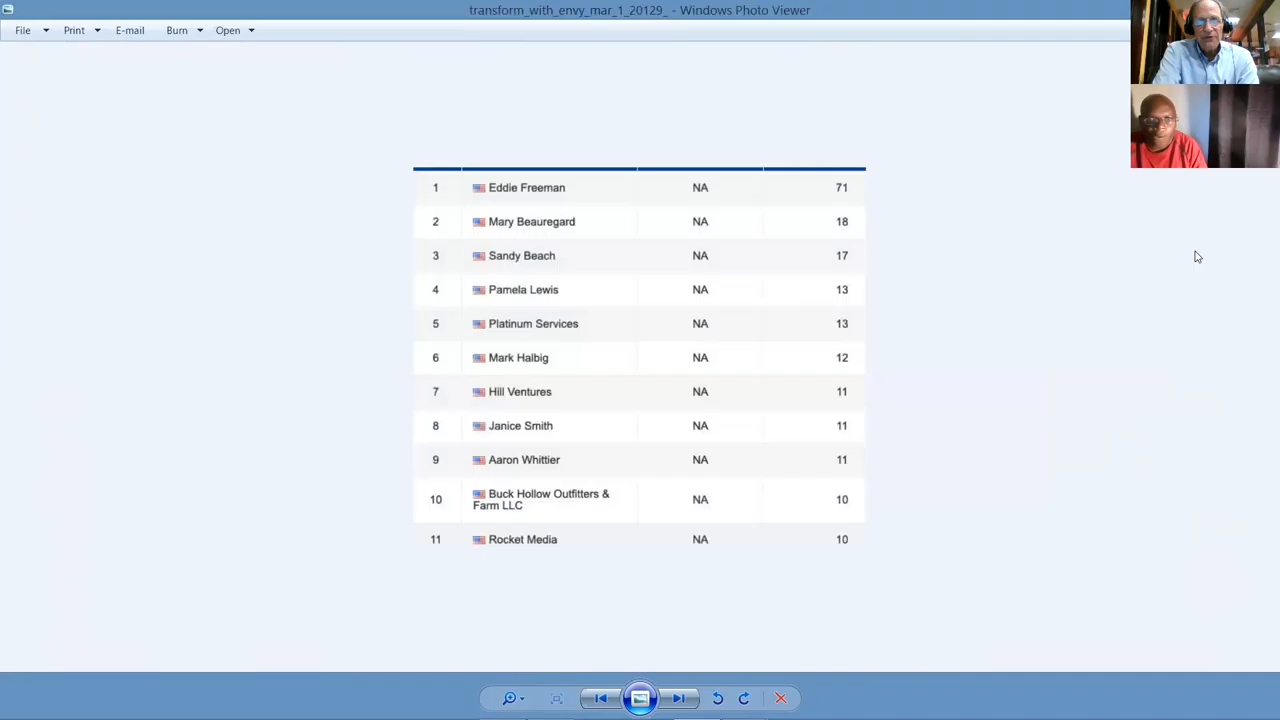 transform_with_envy_mar_1_20129_ - Windows Photo Viewer
File Print E-mail Burn Open
1 Eddie Freeman NA 71
2 Mary Beauregard NA 18
3 Sandy Beach NA 17
4 Pamela Lewis NA 13
5 Platinum Services NA 13
6 Mark Halbig NA 12
7 Hill Ventures NA 11
8 Janice Smith NA 11
9 Aaron Whittier NA 11
10 Buck Hollow Outfitters & NA 10
Farm LLC
11 Rocket Media NA 10